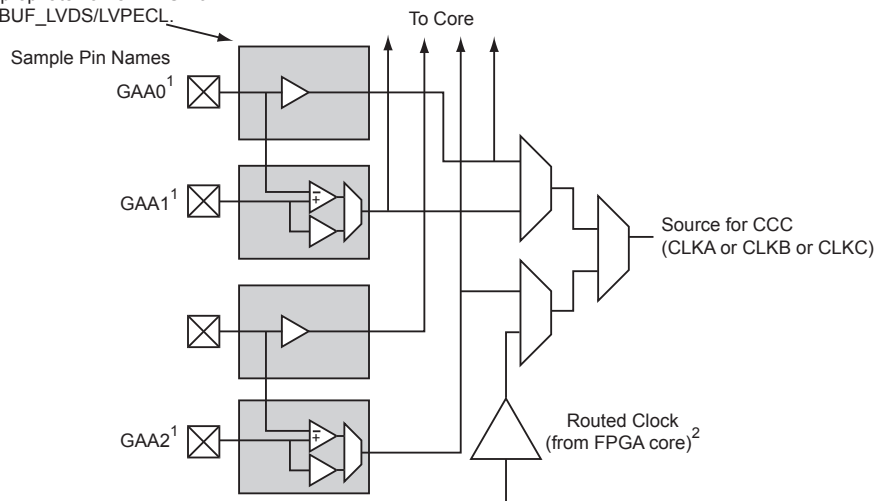 BUF_LVDS/LVPECL.
To Core
Sample Pin Names
GAA0¹
GAA1¹
GAA2¹
+
+
Source for CCC
(CLKA or CLKB or CLKC)
Routed Clock
(from FPGA core)²